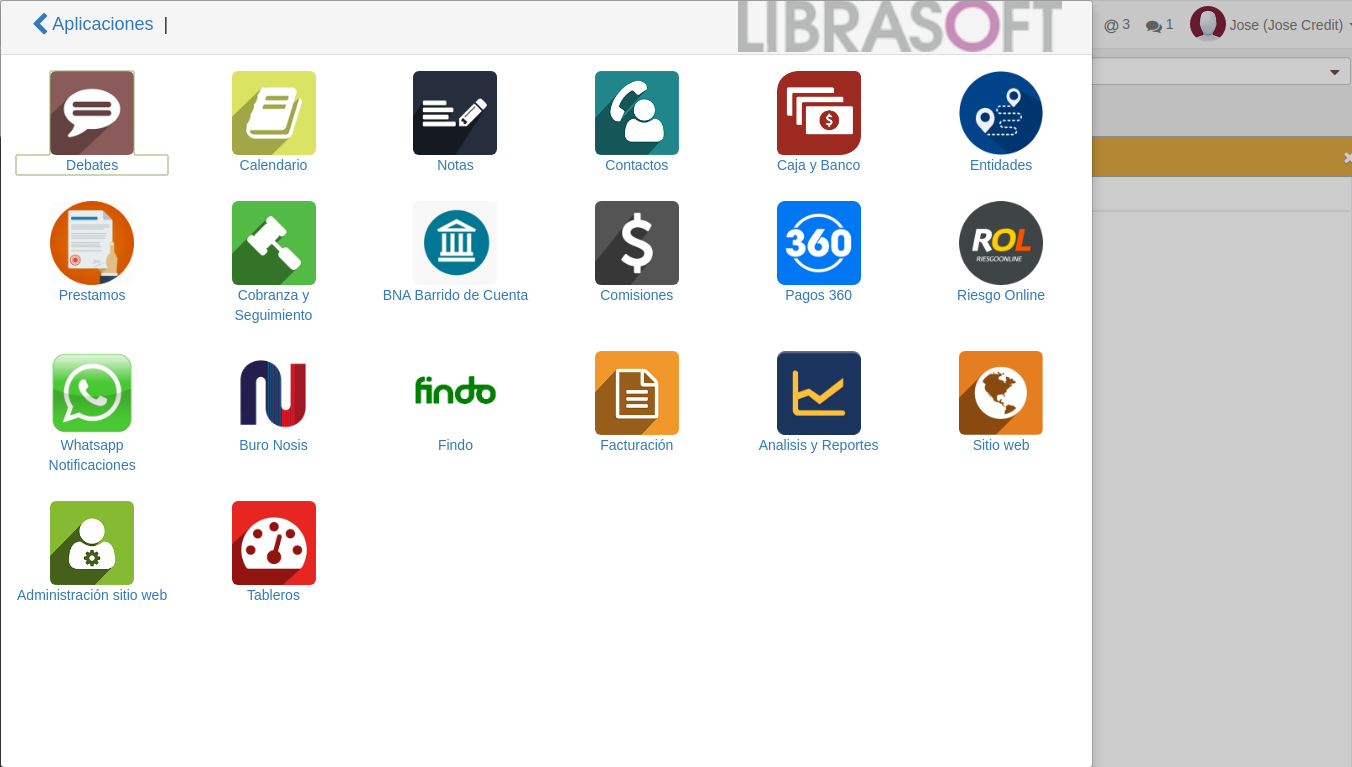 Aplicaciones |
LIBRASOFT
@ 3
1
Jose (Jose Credit)
Debates
Calendario
Notas
Contactos
Caja y Banco
Entidades
360
ROL
RIESGOONLINE
Prestamos
Cobranza y
Seguimiento
BNA Barrido de Cuenta
Comisiones
Pagos 360
Riesgo Online
findo
Whatsapp
Notificaciones
Buro Nosis
Findo
Facturación
Analisis y Reportes
Sitio web
Administración sitio web
Tableros